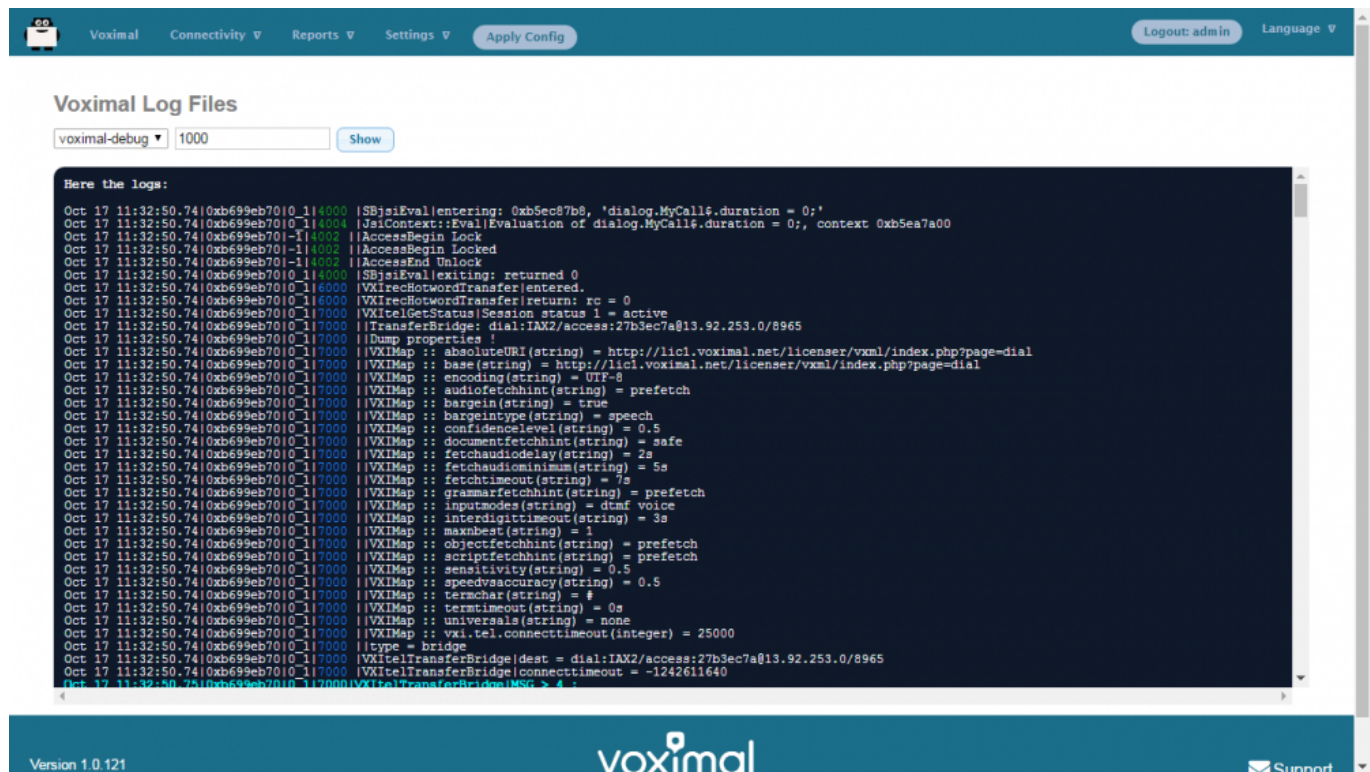 Voximal Connectivity ∇ Reports ∇ Settings ∇ Apply Config Logout: admin Language ∇
Voximal Log Files
voximal-debug ▼ 1000 Show
Here the logs:
Oct 17 11:32:50.74|0xb699eb70|0_1|4000 |SBjsiEval|entering: 0xb5ec87b8, 'dialog.MyCall$.duration = 0;'
Oct 17 11:32:50.74|0xb699eb70|0_1|4004 |JsiContext::Eval|Evaluation of dialog.MyCall$.duration = 0;, context 0xb5ea7a00
Oct 17 11:32:50.74|0xb699eb70|-1|4002 ||AccessBegin Lock
Oct 17 11:32:50.74|0xb699eb70|-1|4002 ||AccessBegin Locked
Oct 17 11:32:50.74|0xb699eb70|-1|4002 ||AccessEnd Unlock
Oct 17 11:32:50.74|0xb699eb70|0_1|4000 |SBjsiEval|exiting: returned 0
Oct 17 11:32:50.74|0xb699eb70|0_1|6000 |VXIrecHotwordTransfer|entered.
Oct 17 11:32:50.74|0xb699eb70|0_1|6000 |VXIrecHotwordTransfer|return: rc = 0
Oct 17 11:32:50.74|0xb699eb70|0_1|7000 |VXItelGetStatus|Session status 1 = active
Oct 17 11:32:50.74|0xb699eb70|0_1|7000 ||TransferBridge: dial:IAX2/access:27b3ec7a@13.92.253.0/8965
Oct 17 11:32:50.74|0xb699eb70|0_1|7000 ||Dump properties !
Oct 17 11:32:50.74|0xb699eb70|0_1|7000 ||VXIMap :: absoluteURI(string) = http://lic1.voximal.net/licenser/vxml/index.php?page=dial
Oct 17 11:32:50.74|0xb699eb70|0_1|7000 ||VXIMap :: base(string) = http://lic1.voximal.net/licenser/vxml/index.php?page=dial
Oct 17 11:32:50.74|0xb699eb70|0_1|7000 ||VXIMap :: encoding(string) = UTF-8
Oct 17 11:32:50.74|0xb699eb70|0_1|7000 ||VXIMap :: audiofetchhint(string) = prefetch
Oct 17 11:32:50.74|0xb699eb70|0_1|7000 ||VXIMap :: bargein(string) = true
Oct 17 11:32:50.74|0xb699eb70|0_1|7000 ||VXIMap :: bargeintype(string) = speech
Oct 17 11:32:50.74|0xb699eb70|0_1|7000 ||VXIMap :: confidencelevel(string) = 0.5
Oct 17 11:32:50.74|0xb699eb70|0_1|7000 ||VXIMap :: documentfetchhint(string) = safe
Oct 17 11:32:50.74|0xb699eb70|0_1|7000 ||VXIMap :: fetchaudiodelay(string) = 2s
Oct 17 11:32:50.74|0xb699eb70|0_1|7000 ||VXIMap :: fetchaudiominimum(string) = 5s
Oct 17 11:32:50.74|0xb699eb70|0_1|7000 ||VXIMap :: fetchtimeout(string) = 7s
Oct 17 11:32:50.74|0xb699eb70|0_1|7000 ||VXIMap :: grammarfetchhint(string) = prefetch
Oct 17 11:32:50.74|0xb699eb70|0_1|7000 ||VXIMap :: inputmodes(string) = dtmf voice
Oct 17 11:32:50.74|0xb699eb70|0_1|7000 ||VXIMap :: interdigittimeout(string) = 3s
Oct 17 11:32:50.74|0xb699eb70|0_1|7000 ||VXIMap :: maxnbest(string) = 1
Oct 17 11:32:50.74|0xb699eb70|0_1|7000 ||VXIMap :: objectfetchhint(string) = prefetch
Oct 17 11:32:50.74|0xb699eb70|0_1|7000 ||VXIMap :: scriptfetchhint(string) = prefetch
Oct 17 11:32:50.74|0xb699eb70|0_1|7000 ||VXIMap :: sensitivity(string) = 0.5
Oct 17 11:32:50.74|0xb699eb70|0_1|7000 ||VXIMap :: speedvsaccuracy(string) = 0.5
Oct 17 11:32:50.74|0xb699eb70|0_1|7000 ||VXIMap :: termchar(string) = #
Oct 17 11:32:50.74|0xb699eb70|0_1|7000 ||VXIMap :: termtimeout(string) = 0s
Oct 17 11:32:50.74|0xb699eb70|0_1|7000 ||VXIMap :: universals(string) = none
Oct 17 11:32:50.74|0xb699eb70|0_1|7000 ||VXIMap :: vxi.tel.connecttimeout(integer) = 25000
Oct 17 11:32:50.74|0xb699eb70|0_1|7000 ||type = bridge
Oct 17 11:32:50.74|0xb699eb70|0_1|7000 |VXItelTransferBridge|dest = dial:IAX2/access:27b3ec7a@13.92.253.0/8965
Oct 17 11:32:50.74|0xb699eb70|0_1|7000 |VXItelTransferBridge|connecttimeout = -1242611640
Oct 17 11:32:50.75|0xb699eb70|0_1|7000|VXItelTransferBridge|MSG > 4 :
Version 1.0.121 voximal Support